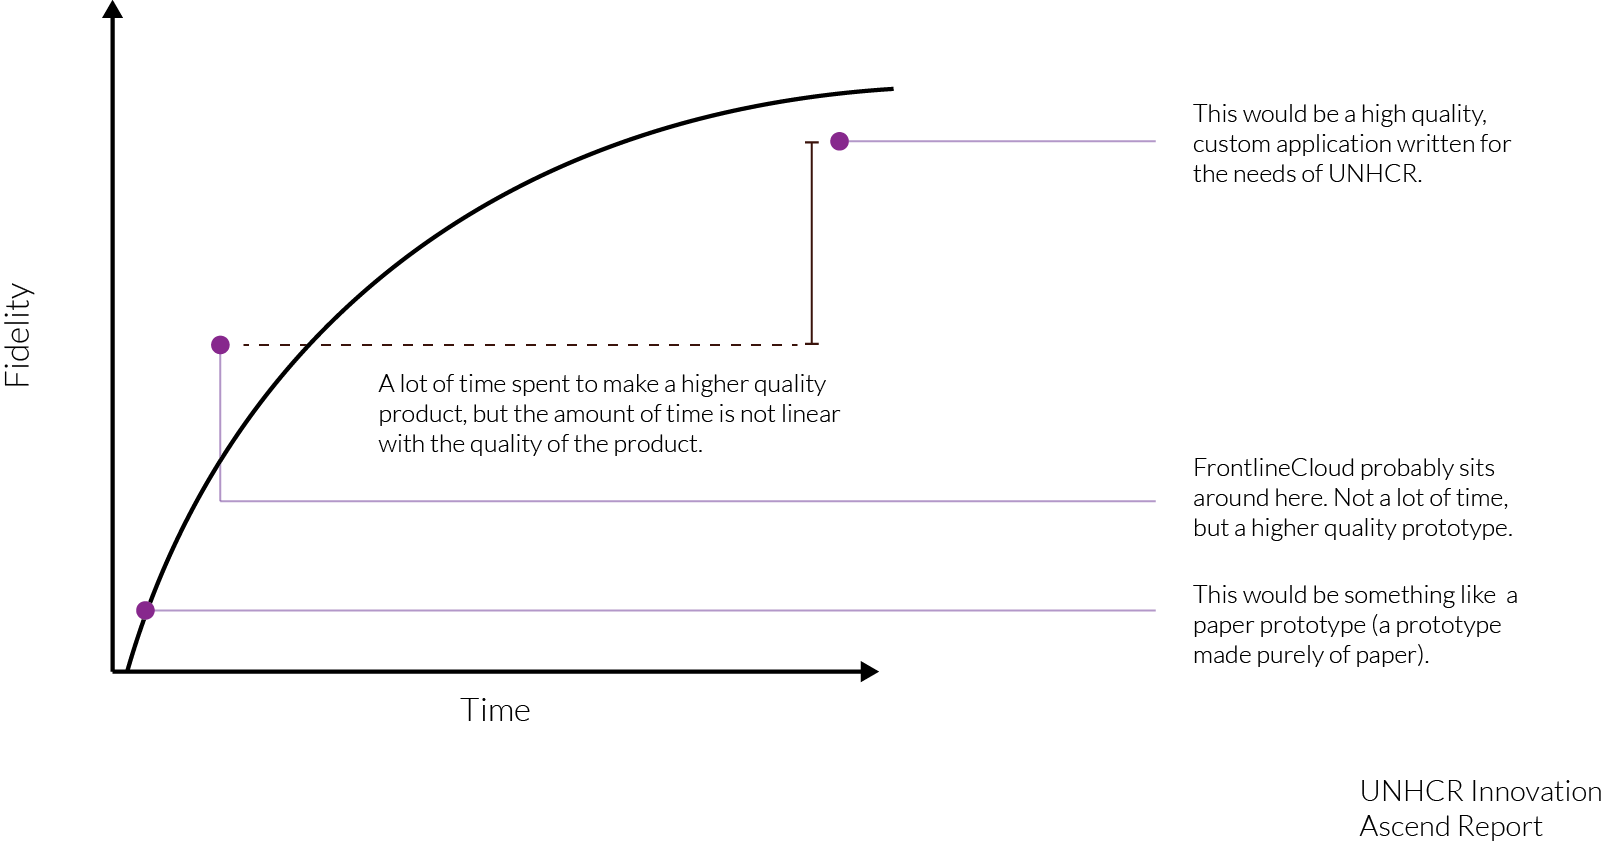 This would be a high quality,
custom application written for
the needs of UNHCR.
Fidelity
A lot of time spent to make a higher quality
product, but the amount of time is not linear
with the quality of the product.
FrontlineCloud probably sits
around here. Not a lot of time,
but a higher quality prototype.
This would be something like  a
paper prototype (a prototype
made purely of paper).
Time
UNHCR Innovation
Ascend Report